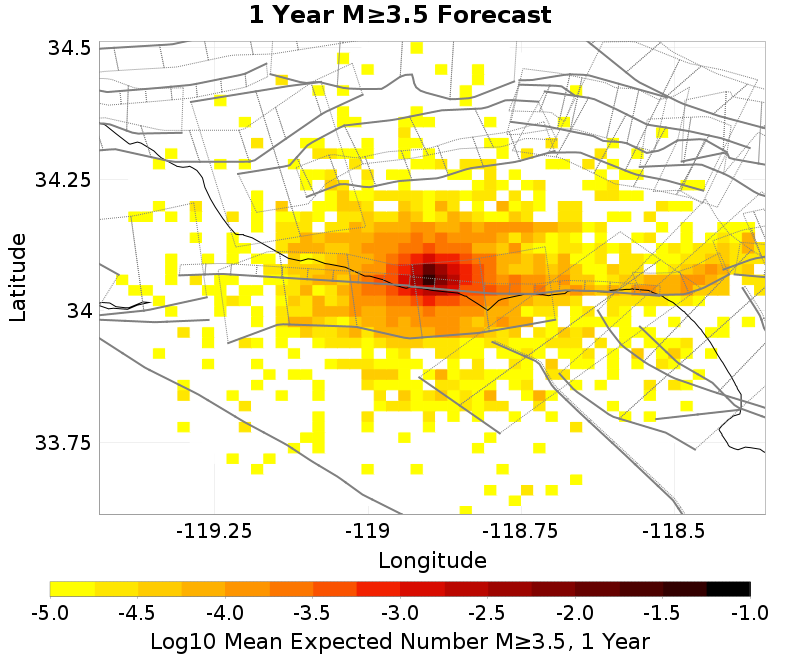 1 Year M≥3.5 Forecast
34.5
34.25
34
33.75
Latitude
-119.25 -119 -118.75 -118.5
Longitude
-5.0 -4.5 -4.0 -3.5 -3.0 -2.5 -2.0 -1.5 -1.0
Log10 Mean Expected Number M≥3.5, 1 Year